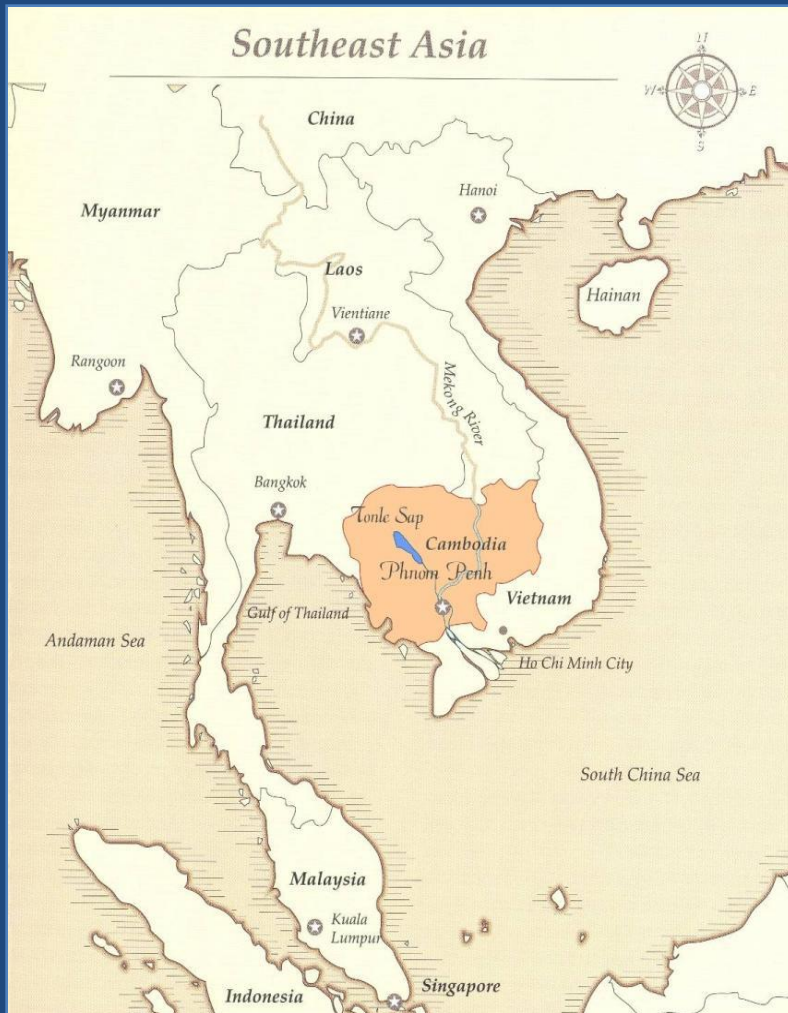 Southeast Asia
N
W
E
S
China
Hanoi
Myanmar
Laos
Hainan
Vientiane
Rangoon
Mekong River
Thailand
Bangkok
Tonle Sap
Cambodia
Phnom Penh
Vietnam
Gulf of Thailand
Andaman Sea
Ho Chi Minh City
South China Sea
Malaysia
Kuala
Lumpur
Singapore
Indonesia